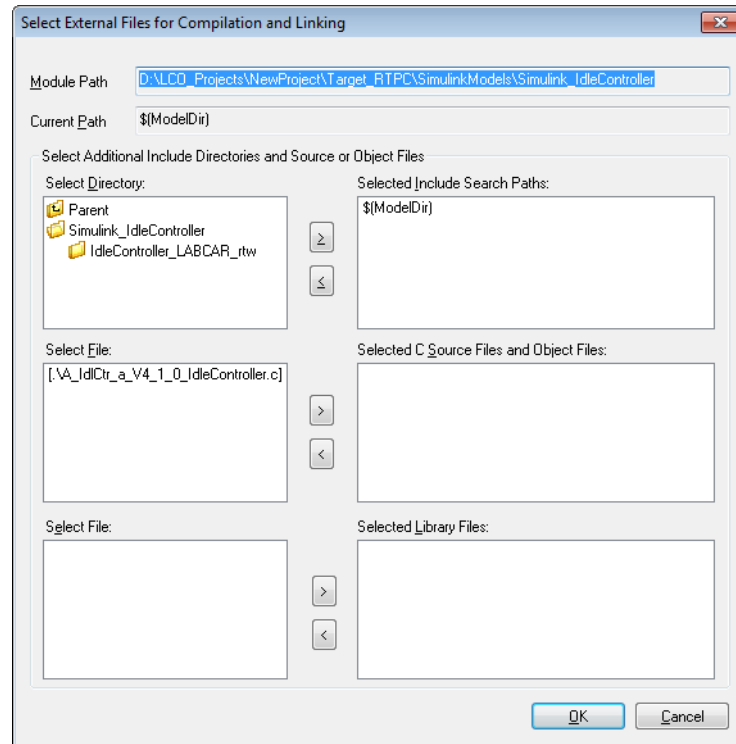 Select External Files for Compilation and Linking
Module Path
D:\LCO_Projects\NewProject\Target_RTPC\SimulinkModels\Simulink_IdleController
Current Path
$(ModelDir)
Select Additional Include Directories and Source or Object Files
Select Directory:
Selected Include Search Paths:
Parent
$(ModelDir)
Simulink_IdleController
IdleController_LABCAR_rtw
>
<
Select File:
Selected C Source Files and Object Files:
[.\A_IdlCtr_a_V4_1_0_IdleController.c]
>
<
Select File:
Selected Library Files:
>
<
OK
Cancel